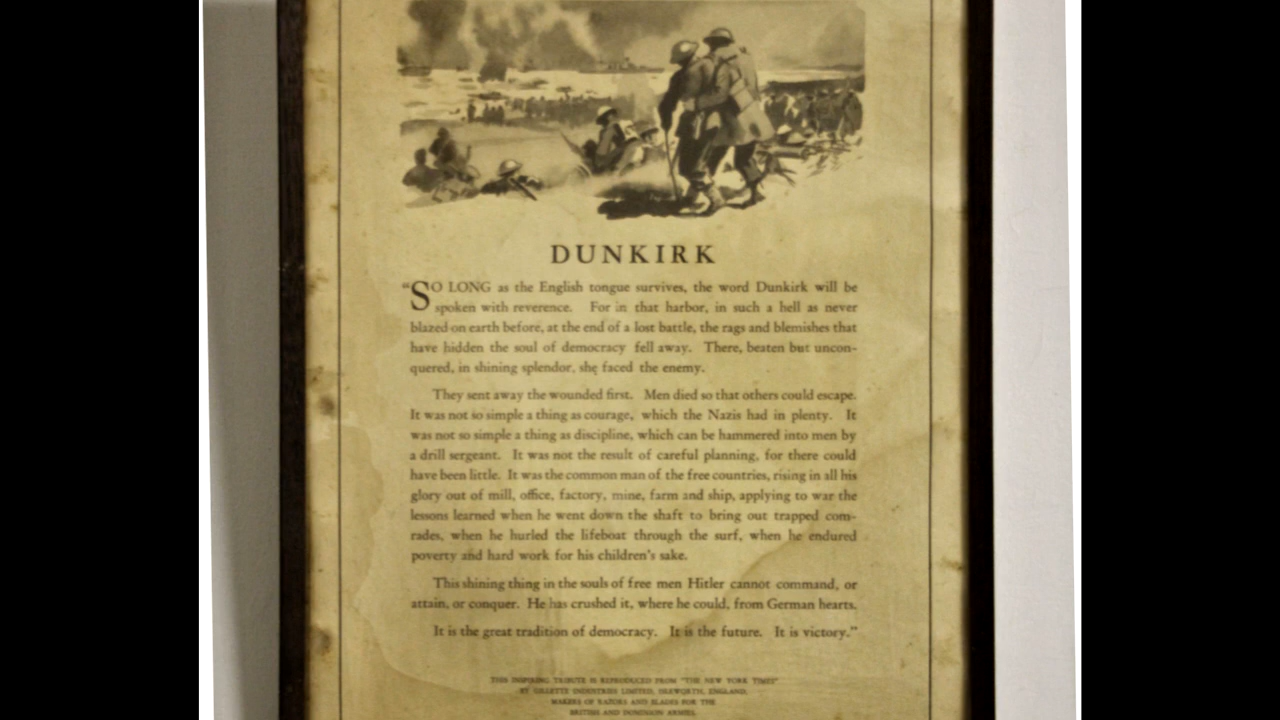 DUNKIRK
“SO LONG as the English tongue survives, the word Dunkirk will be
spoken with reverence. For in that harbor, in such a hell as never
blazed on earth before, at the end of a lost battle, the rags and blemishes that
have hidden the soul of democracy fell away. There, beaten but uncon-
quered, in shining splendor, she faced the enemy.
They sent away the wounded first. Men died so that others could escape.
It was not so simple a thing as courage, which the Nazis had in plenty. It
was not so simple a thing as discipline, which can be hammered into men by
a drill sergeant. It was not the result of careful planning, for there could
have been little. It was the common man of the free countries, rising in all his
glory out of mill, office, factory, mine, farm and ship, applying to war the
lessons learned when he went down the shaft to bring out trapped com-
rades, when he hurled the lifeboat through the surf, when he endured
poverty and hard work for his children's sake.
This shining thing in the souls of free men Hitler cannot command, or
attain, or conquer. He has crushed it, where he could, from German hearts.
It is the great tradition of democracy. It is the future. It is victory.”
THIS INSPIRING TRIBUTE IS REPRODUCED FROM “THE NEW YORK TIMES”
BY GILLETTE INDUSTRIES LIMITED, ISLEWORTH, ENGLAND,
MAKERS OF RAZORS AND BLADES FOR THE
BRITISH AND DOMINION ARMIES.